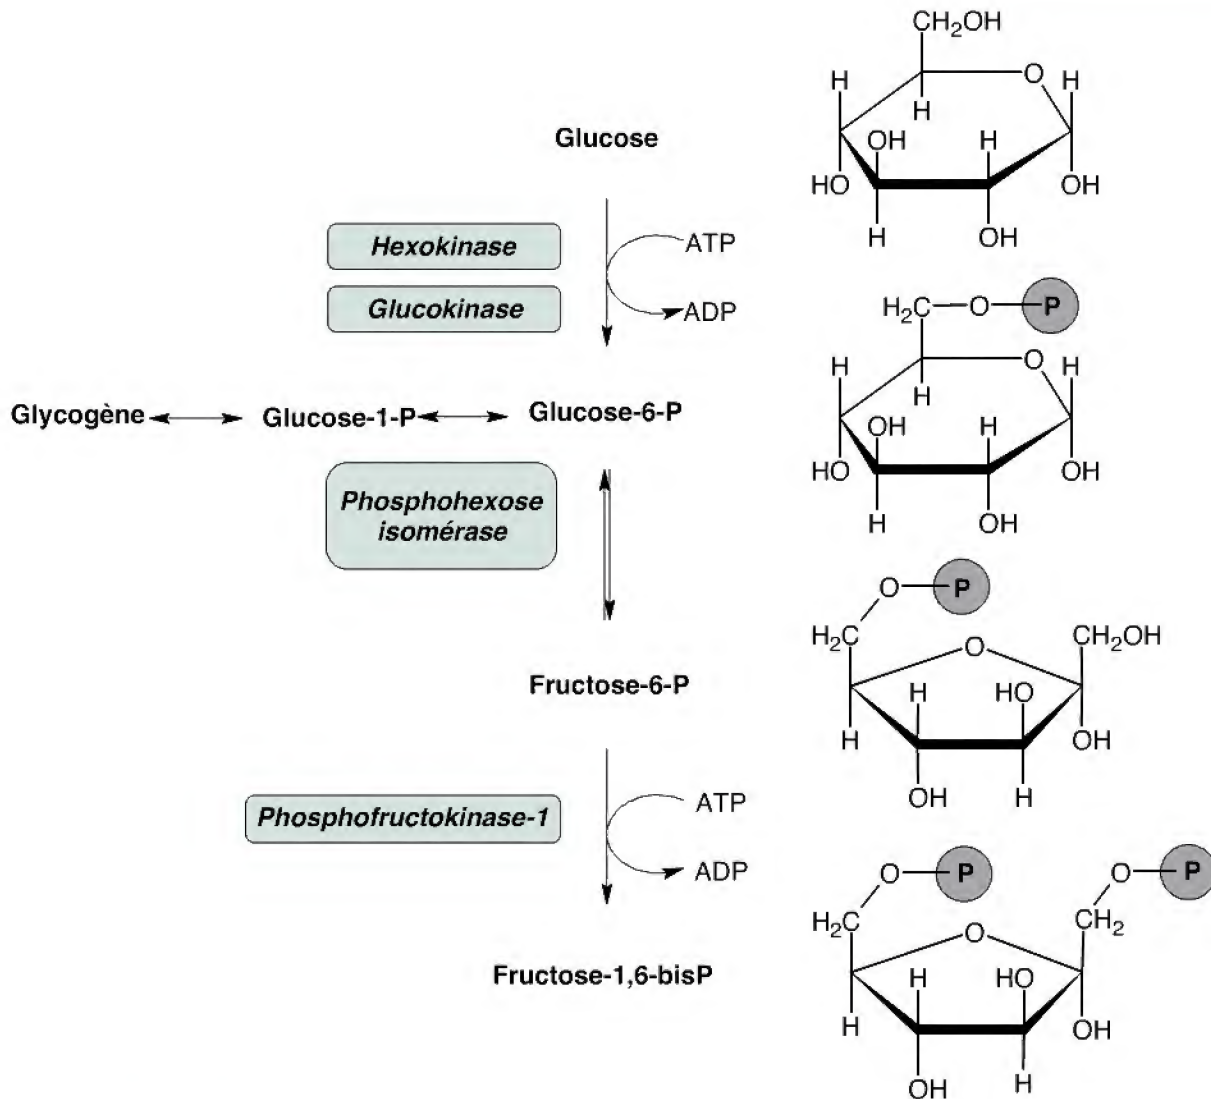 CH2OH
H
O
H
H
Glucose
OH
H
HO
OH
H
OH
Hexokinase
ATP
Glucokinase
ADP
H2C
O
P
H
O
H
H
Glycogène
Glucose-1-P
Glucose-6-P
OH
H
HO
OH
H
OH
Phosphohexose
isomérase
O
P
H2C
O
CH2OH
Fructose-6-P
H
HO
H
OH
OH
H
Phosphofructokinase-1
ATP
ADP
O
P
O
P
H2C
O
CH2
Fructose-1,6-bisP
H
HO
H
OH
OH
H